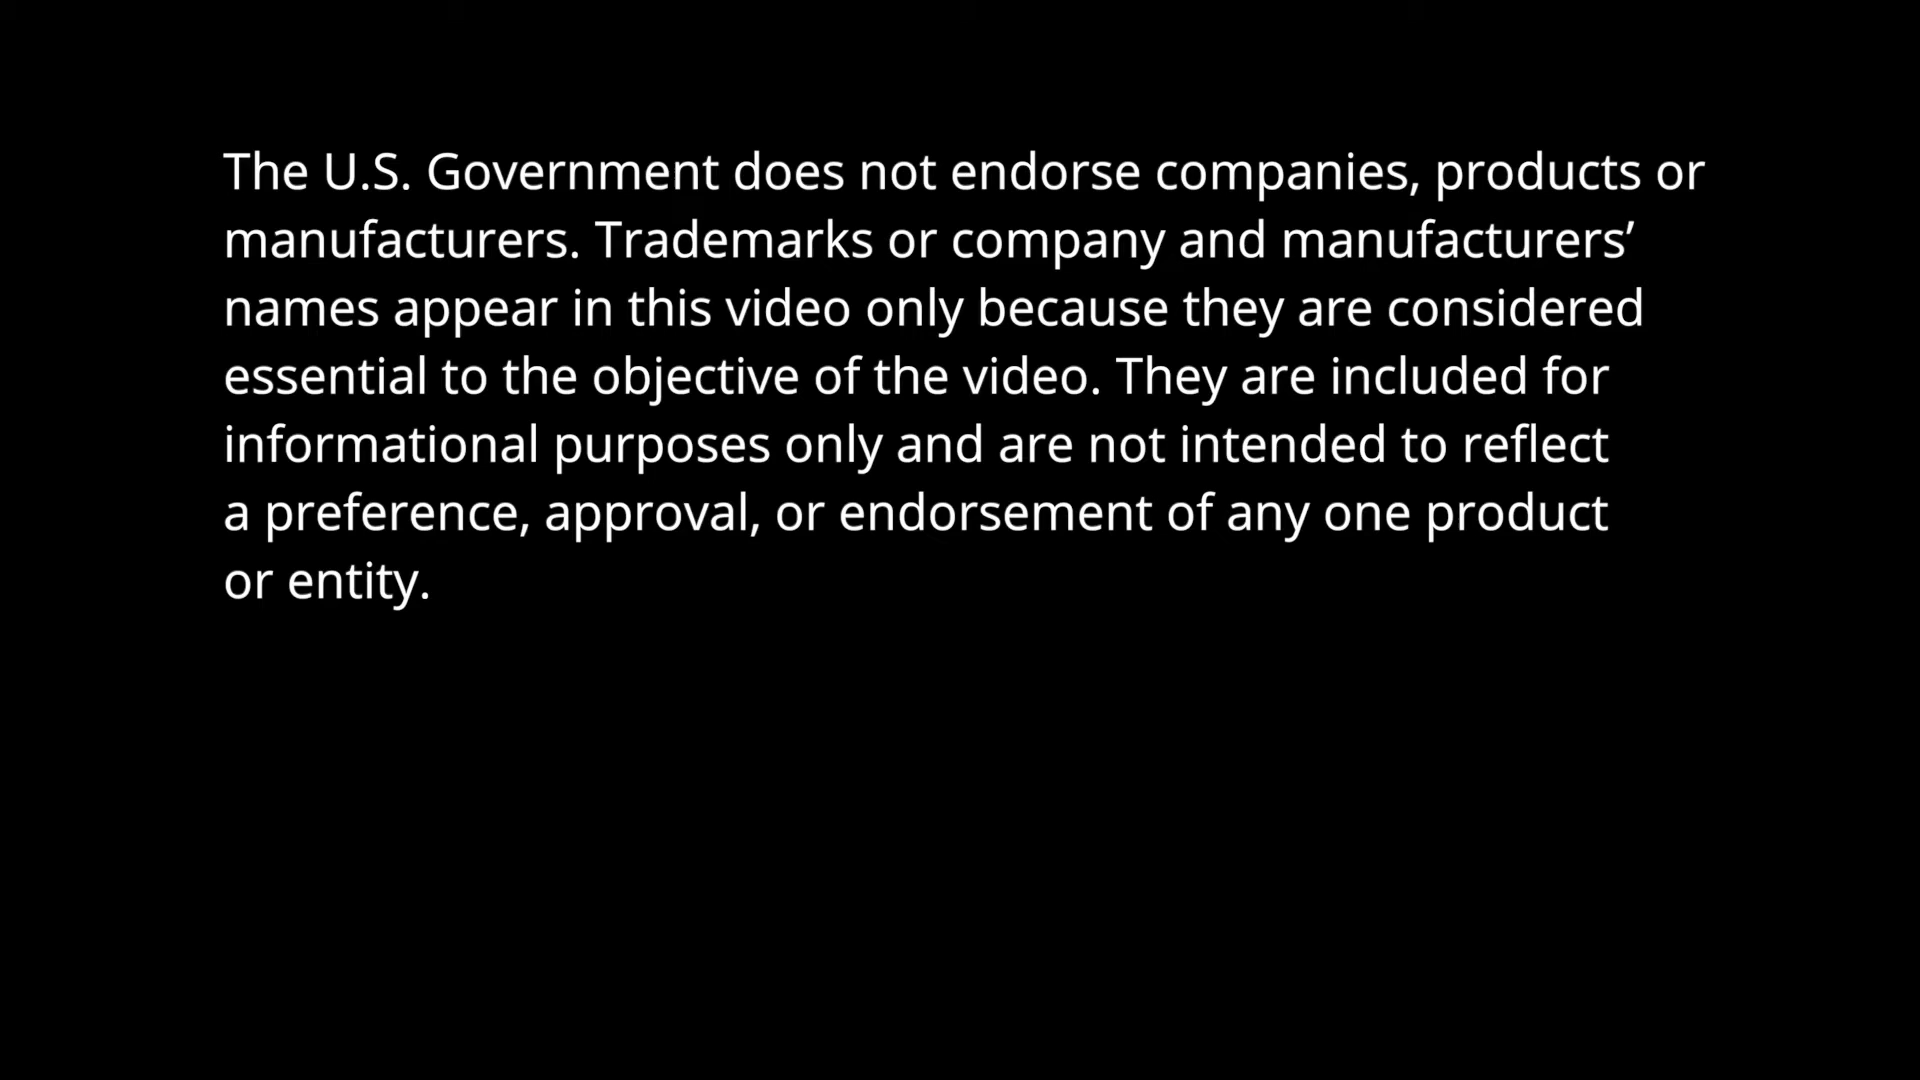 The U.S. Government does not endorse companies, products or
manufacturers. Trademarks or company and manufacturers’
names appear in this video only because they are considered
essential to the objective of the video. They are included for
informational purposes only and are not intended to reflect
a preference, approval, or endorsement of any one product
or entity.